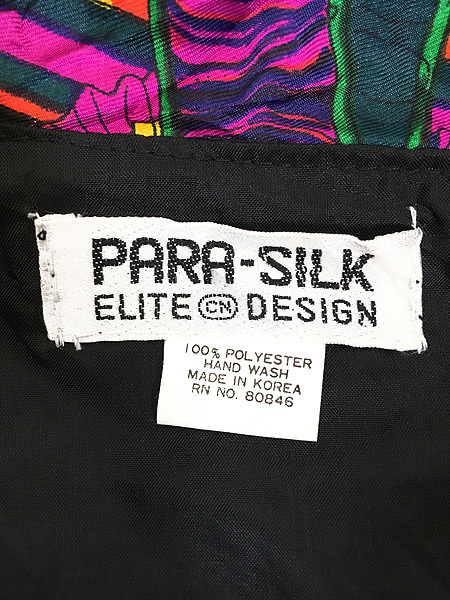 PARA-SILK
ELITE CN DESIGN
100% POLYESTER
HAND WASH
MADE IN KOREA
RN NO. 80846